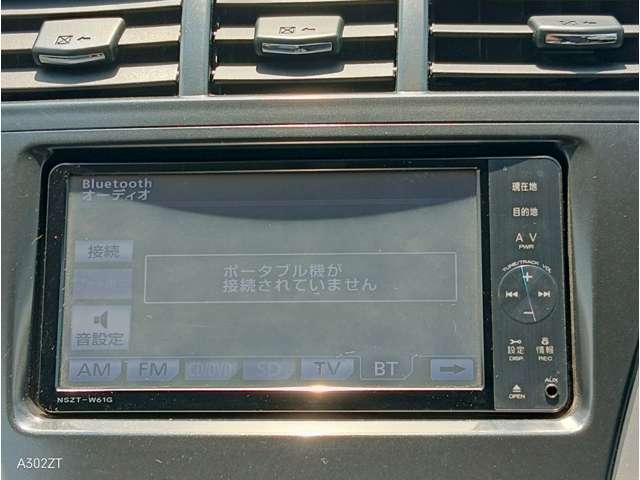 Bluetooth
オーディオ
現在地
目的地
A V
PWR
TUNE/TRACK VOL
接続
ポータブル機が
接続されていません
音設定
設定 情報
DISP. REC
AM FM CD/DVD SD TV BT
OPEN
AUX
NSZT-W61G
A302ZT